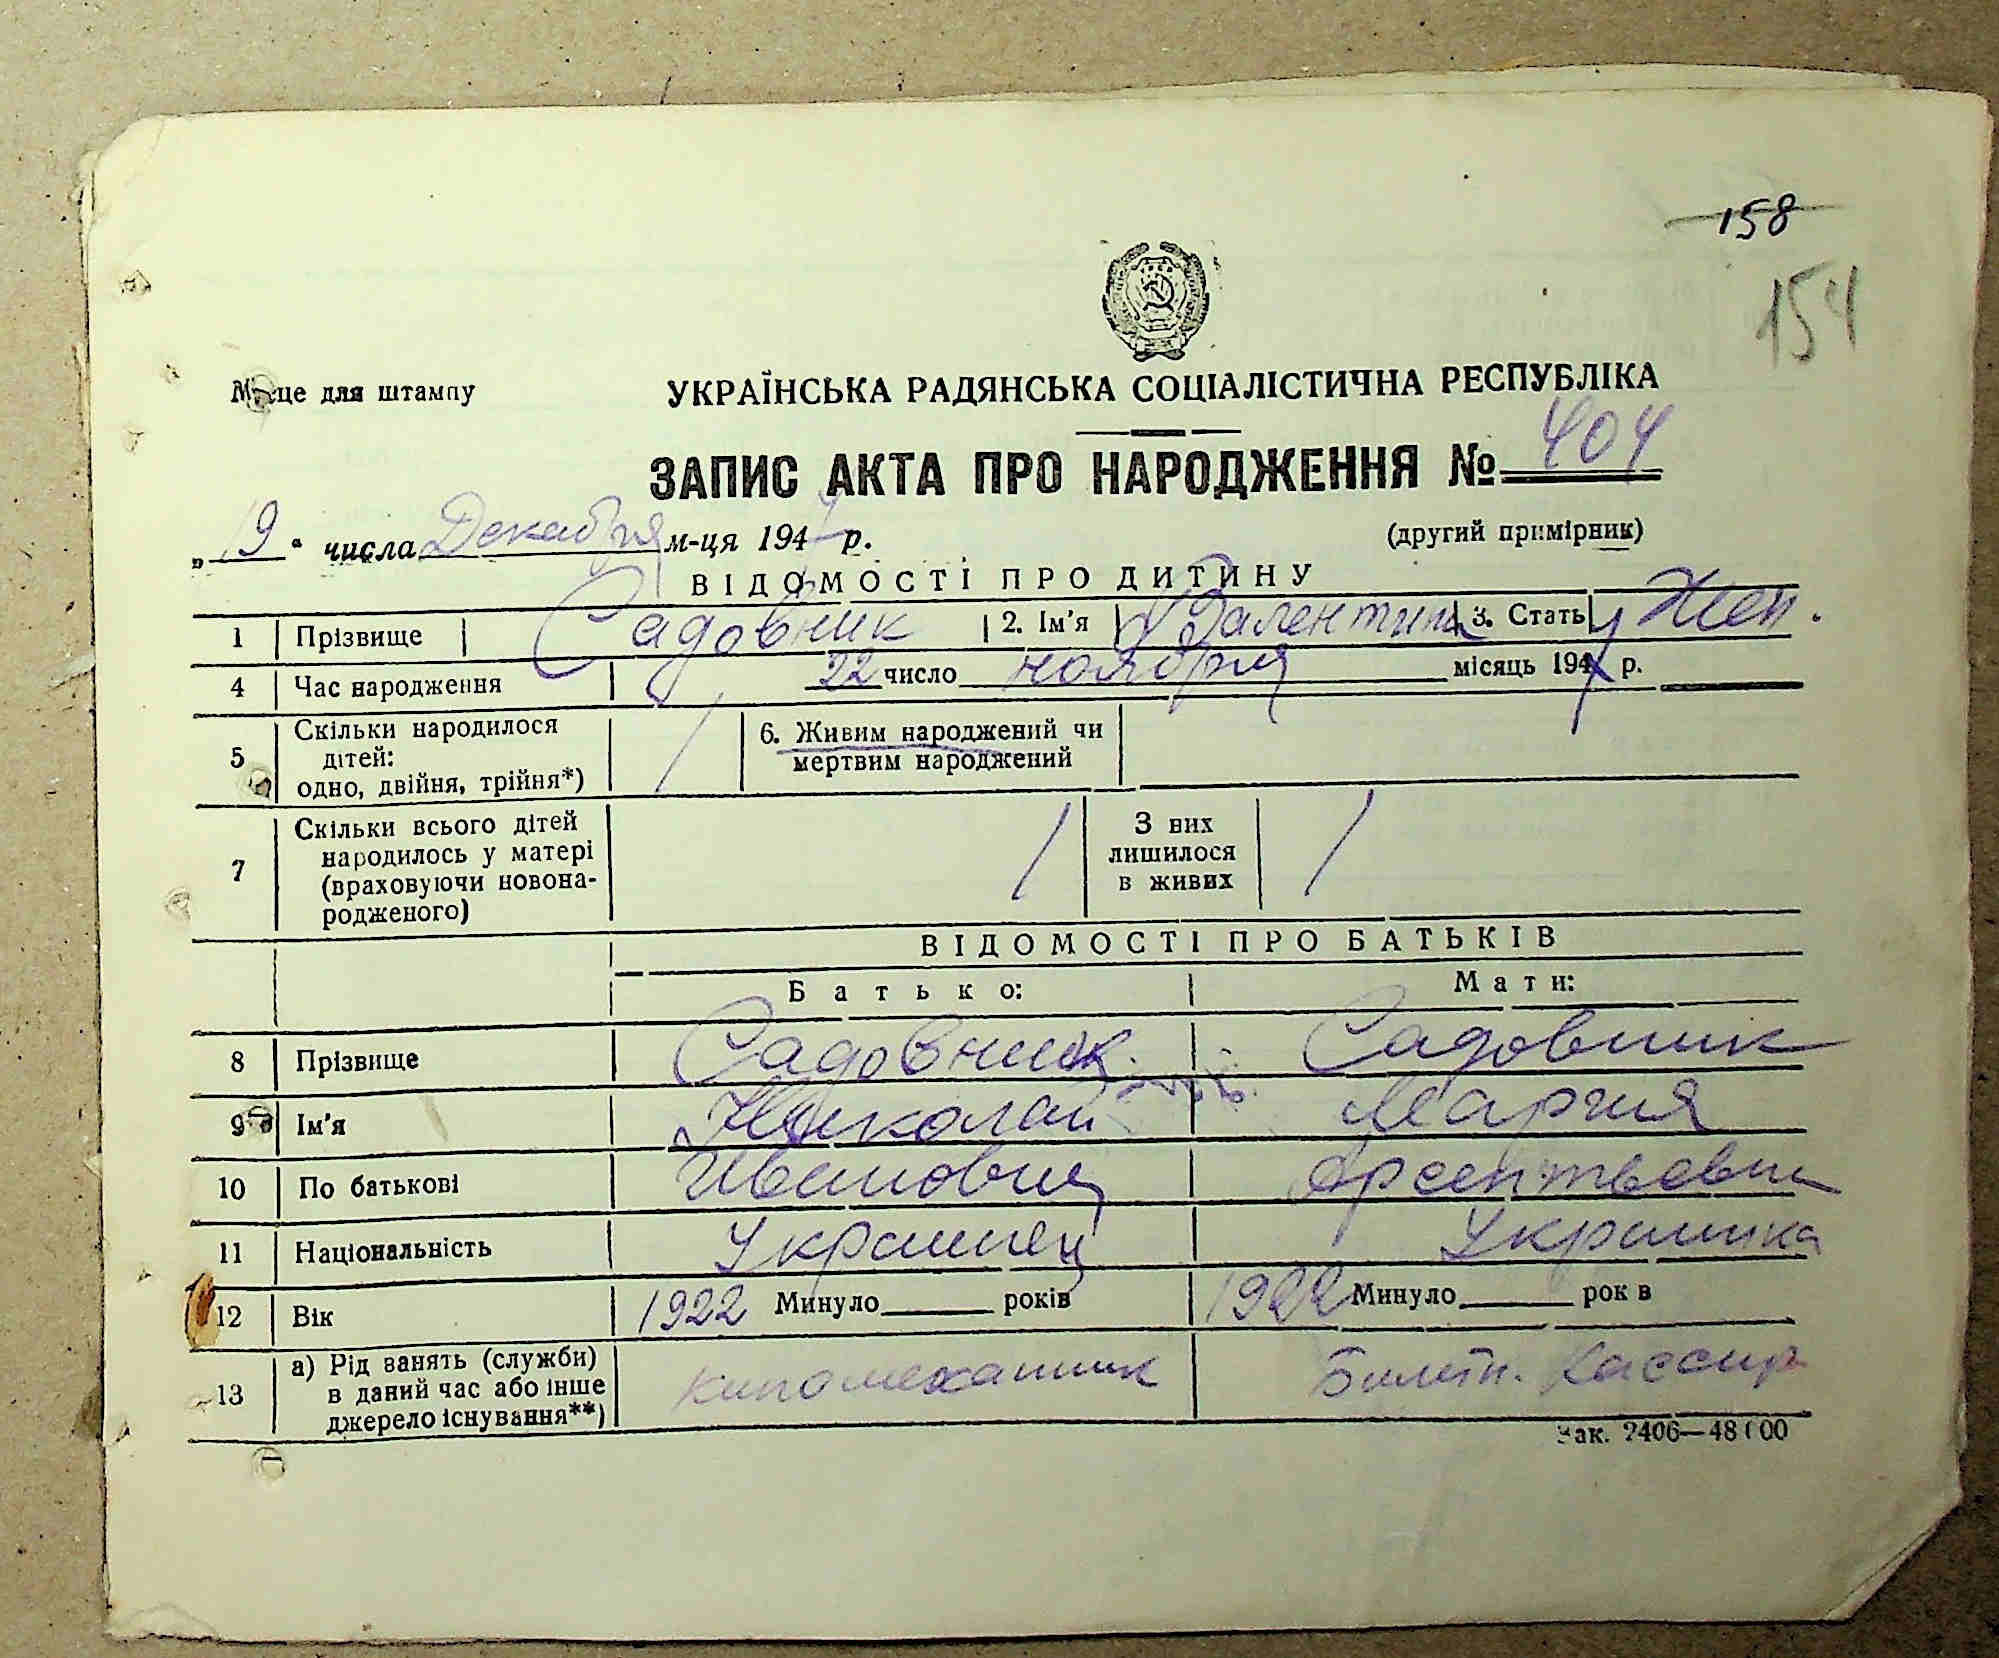 158
154
Місце для штампу
УКРАЇНСЬКА РАДЯНСЬКА СОЦІАЛІСТИЧНА РЕСПУБЛІКА
ЗАПИС АКТА ПРО НАРОДЖЕННЯ № 404
„19“ числа Декабря м-ця 1947 р. (другий примірник)
ВІДОМОСТІ ПРО ДИТИНУ
1 Прізвище Садовник 2. Ім'я Валентина 3. Стать Жен.
4 Час народження 22 число ноября місяць 1947 р.
5 Скільки народилося дітей: одно, двійня, трійня*) / 6. Живим народжений чи мертвим народжений
7 Скільки всього дітей народилось у матері (враховуючи новонародженого) / З них лишилося в живих /
ВІДОМОСТІ ПРО БАТЬКІВ
Батько: Мати:
8 Прізвище Садовник Садовник
9 Ім'я Николай Мария
10 По батькові Иванович Арсентьевна
11 Національність Украинец Украинка
12 Вік 1922 Минуло років 1922 Минуло рок в
13 а) Рід занять (служби) в даний час або інше джерело існування**) киномеханик Билетн. Кассир
Зак. 2406—48